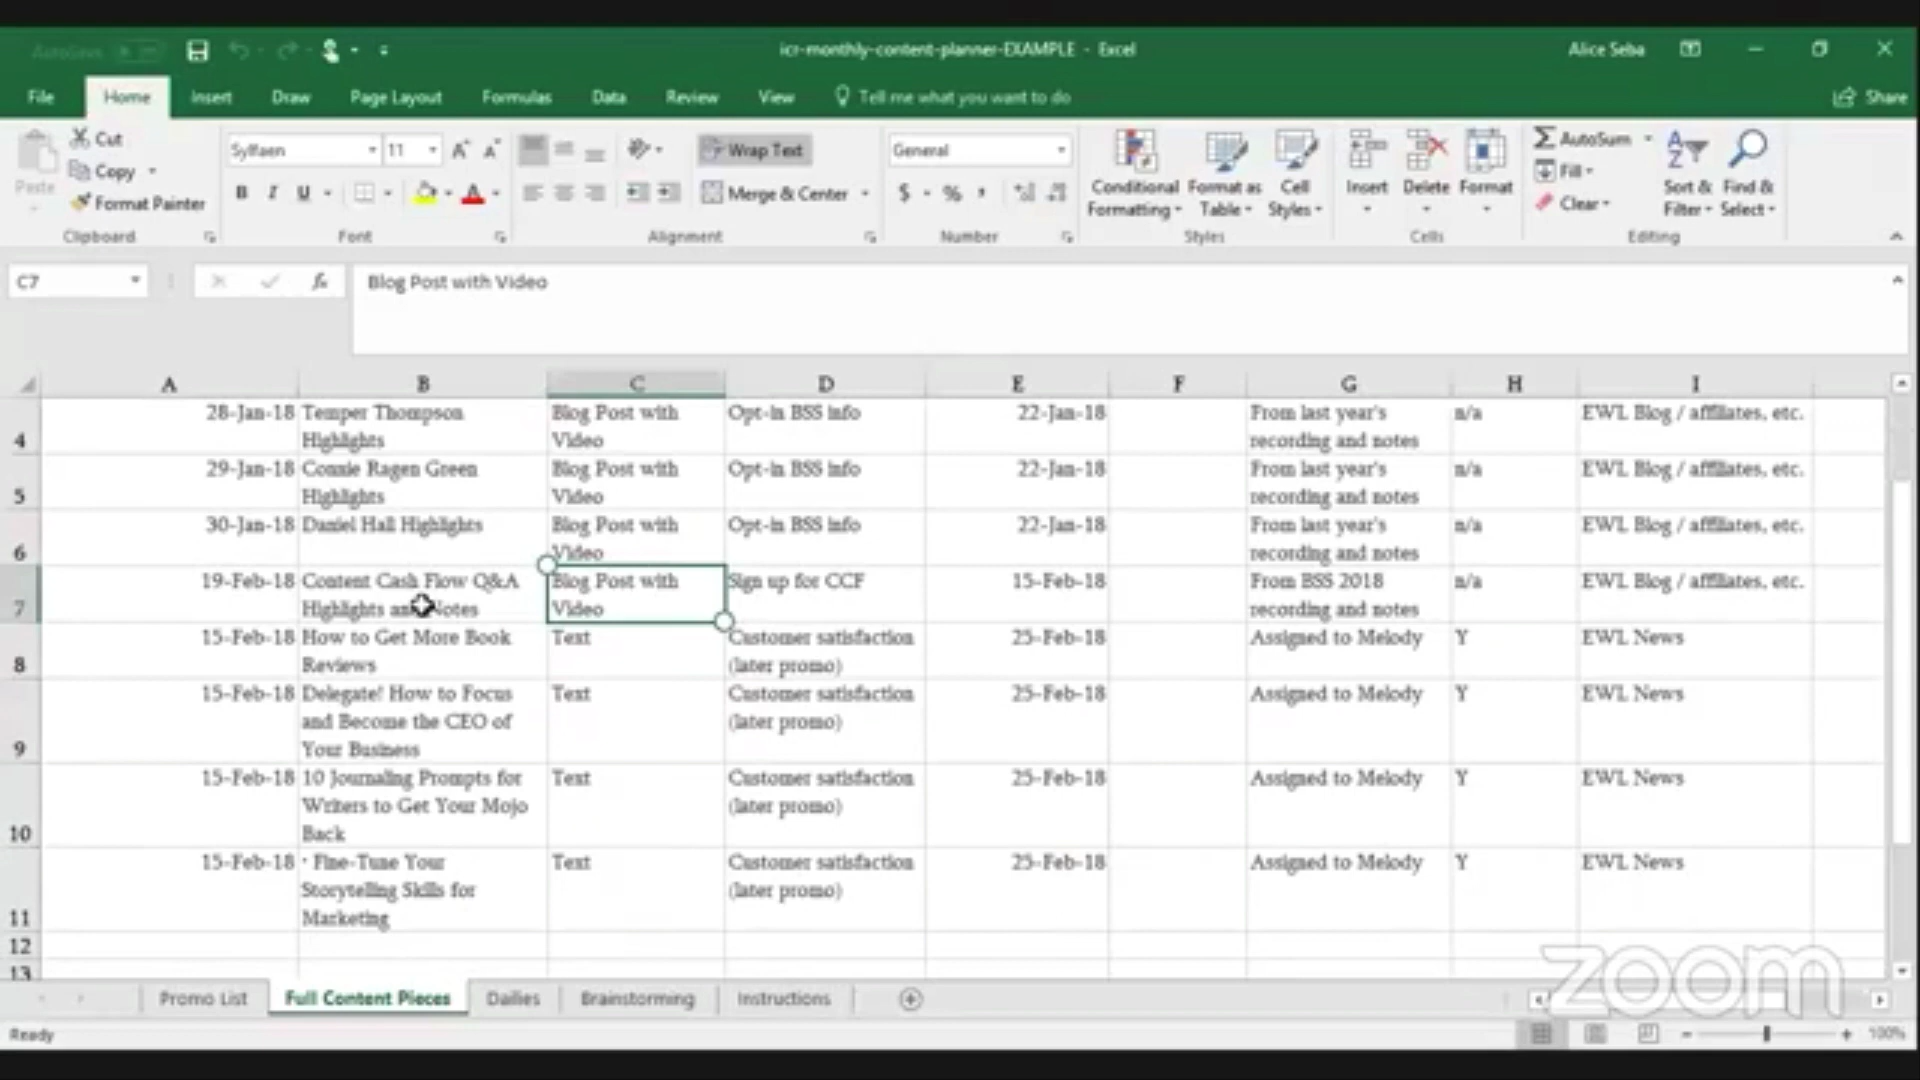 AutoSave
icr-monthly-content-planner-EXAMPLE - Excel
Alice Seba
File Home Insert Draw Page Layout Formulas Data Review View Tell me what you want to do Share
Paste
Cut
Copy
Format Painter
Clipboard
Sylfaen 11
B I U
Font
Wrap Text
Merge & Center
Alignment
General
$ % ,
Number
Conditional Formatting
Format as Table
Cell Styles
Styles
Insert Delete Format
Cells
AutoSum
Fill
Clear
Sort & Filter
Find & Select
Editing
C7 fx Blog Post with Video
A B C D E F G H I
4 28-Jan-18 Temper Thompson Highlights Blog Post with Video Opt-in BSS info 22-Jan-18 From last year's recording and notes n/a EWL Blog / affiliates, etc.
5 29-Jan-18 Connie Ragen Green Highlights Blog Post with Video Opt-in BSS info 22-Jan-18 From last year's recording and notes n/a EWL Blog / affiliates, etc.
6 30-Jan-18 Daniel Hall Highlights Blog Post with Video Opt-in BSS info 22-Jan-18 From last year's recording and notes n/a EWL Blog / affiliates, etc.
7 19-Feb-18 Content Cash Flow Q&A Highlights and Notes Blog Post with Video Sign up for CCF 15-Feb-18 From BSS 2018 recording and notes n/a EWL Blog / affiliates, etc.
8 15-Feb-18 How to Get More Book Reviews Text Customer satisfaction (later promo) 25-Feb-18 Assigned to Melody Y EWL News
9 15-Feb-18 Delegate! How to Focus and Become the CEO of Your Business Text Customer satisfaction (later promo) 25-Feb-18 Assigned to Melody Y EWL News
10 15-Feb-18 10 Journaling Prompts for Writers to Get Your Mojo Back Text Customer satisfaction (later promo) 25-Feb-18 Assigned to Melody Y EWL News
11 15-Feb-18 · Fine-Tune Your Storytelling Skills for Marketing Text Customer satisfaction (later promo) 25-Feb-18 Assigned to Melody Y EWL News
12
13
Promo List Full Content Pieces Dailies Brainstorming Instructions
zoom
Ready
100%